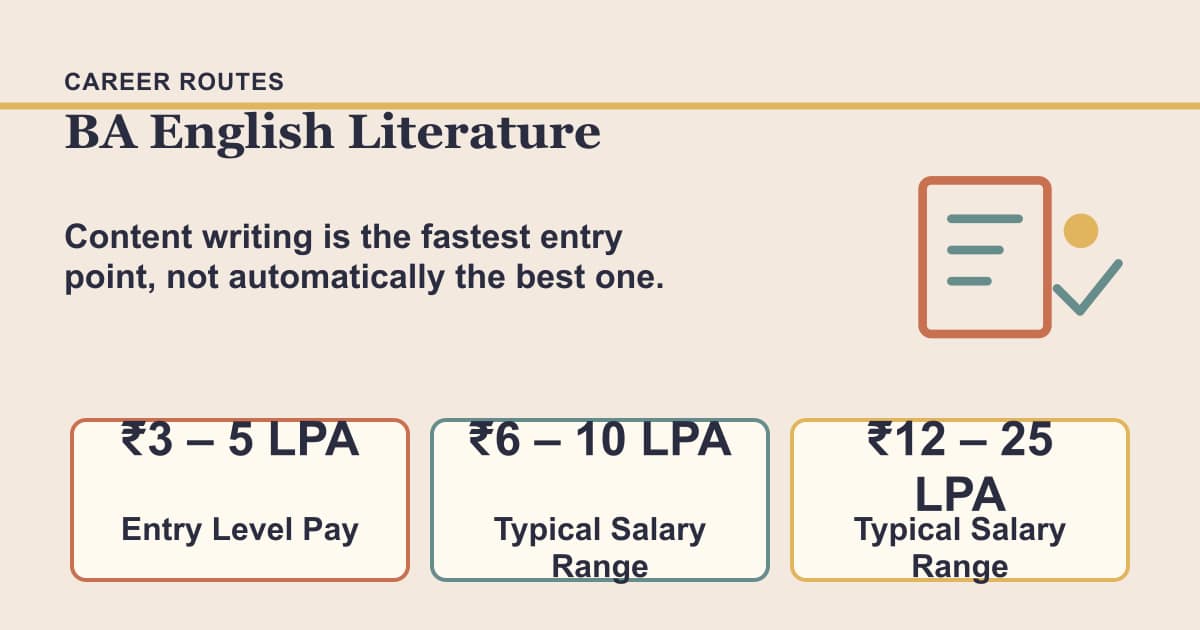 CAREER ROUTES
BA English Literature
Content writing is the fastest entry
point, not automatically the best one.
₹3 – 5 LPA
Entry Level Pay
₹6 – 10 LPA
Typical Salary
Range
₹12 – 25
LPA
Typical Salary
Range